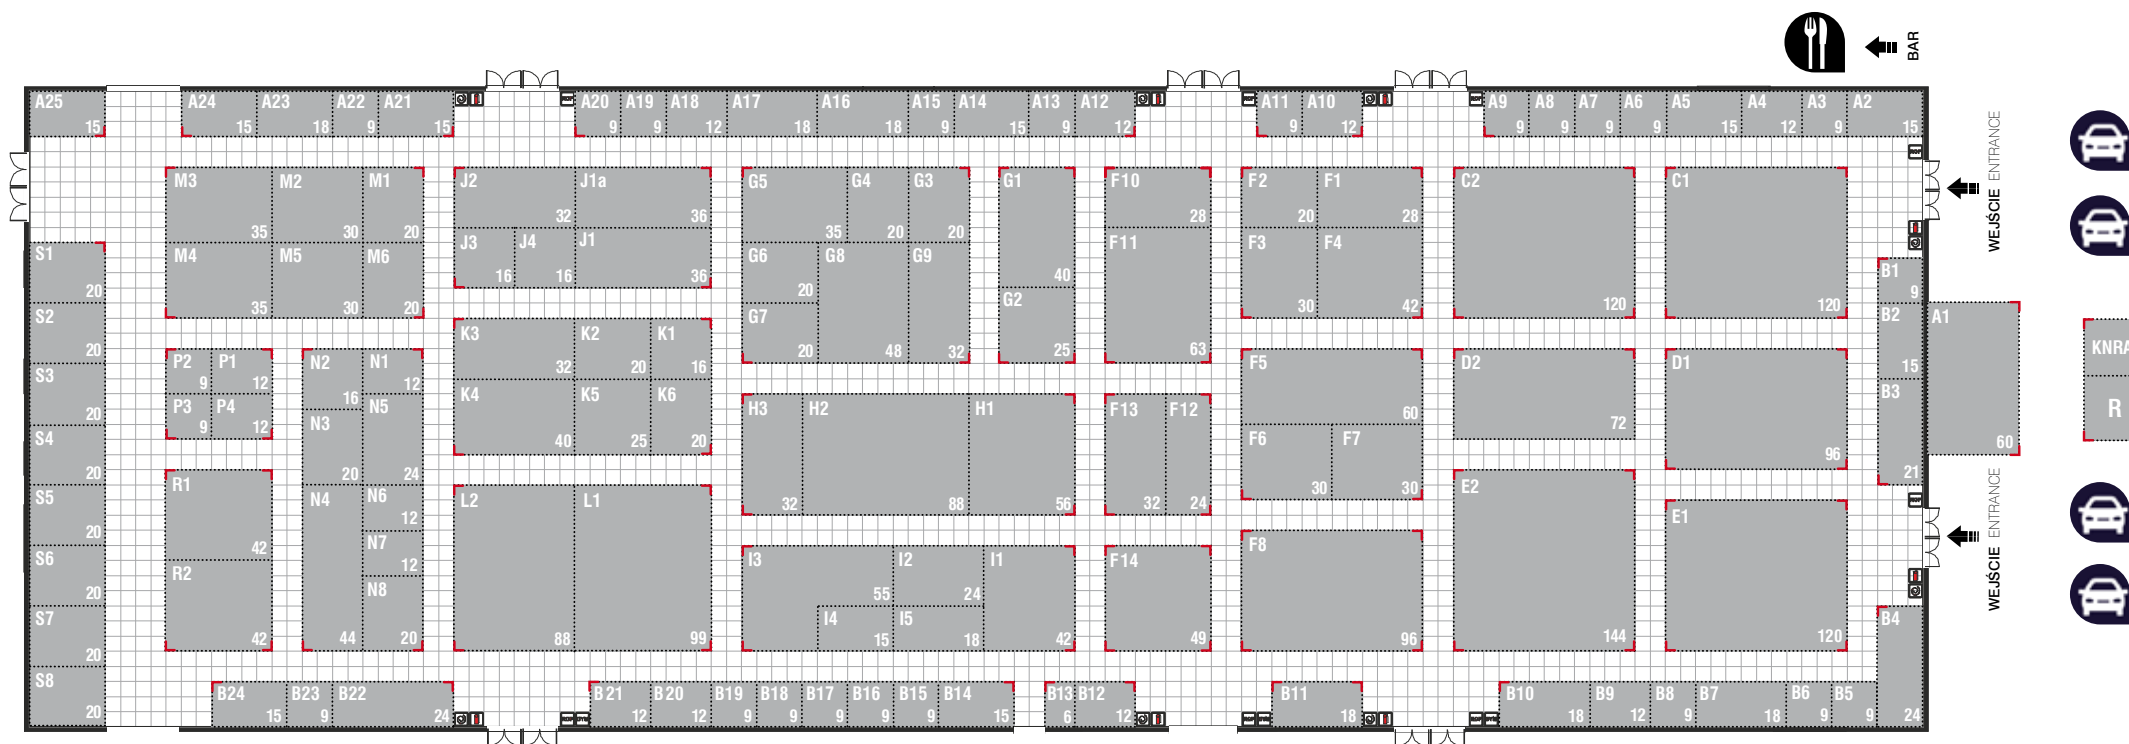 BAR
A25 A24 A23 A22 A21 A20 A19 A18 A17 A16 A15 A14 A13 A12 A11 A10 A9 A8 A7 A6 A5 A4 A3 A2
15 15 18 9 15 9 9 12 18 18 9 15 9 12 9 12 9 9 9 9 15 12 9 15
WEJŚCIE ENTRANCE
M3 35
M2 30
M1 20
M4 35
M5 30
M6 20
J2 32
J1a 36
J3 16
J4 16
J1 36
G5 35
G4 20
G3 20
G6 20
G7 20
G8 48
G9 32
G1 40
G2 25
F10 28
F11 63
F2 20
F1 28
F3 30
F4 42
C2 120
C1 120
B1 9
B2 15
B3 21
A1 60
KNRA
R
S1 20
S2 20
S3 20
S4 20
S5 20
S6 20
S7 20
S8 20
P2 9
P1 12
P3 9
P4 12
N2 16
N1 12
N3 20
N5 24
N4 44
N6 12
N7 12
N8 20
R1 42
R2 42
K3 32
K2 20
K1 16
K4 40
K5 25
K6 20
L2 88
L1 99
H3 32
H2 88
H1 56
I3 55
I2 24
I1 42
I4 15
I5 18
F13 32
F12 24
F14 49
F5 60
F6 30
F7 30
F8 96
D2 72
D1 96
E2 144
E1 120
WEJŚCIE ENTRANCE
B4 24
B24 B23 B22 B21 B20 B19 B18 B17 B16 B15 B14 B13 B12 B11 B10 B9 B8 B7 B6 B5
15 9 24 12 12 9 9 9 9 9 15 6 12 18 18 12 9 18 9 9